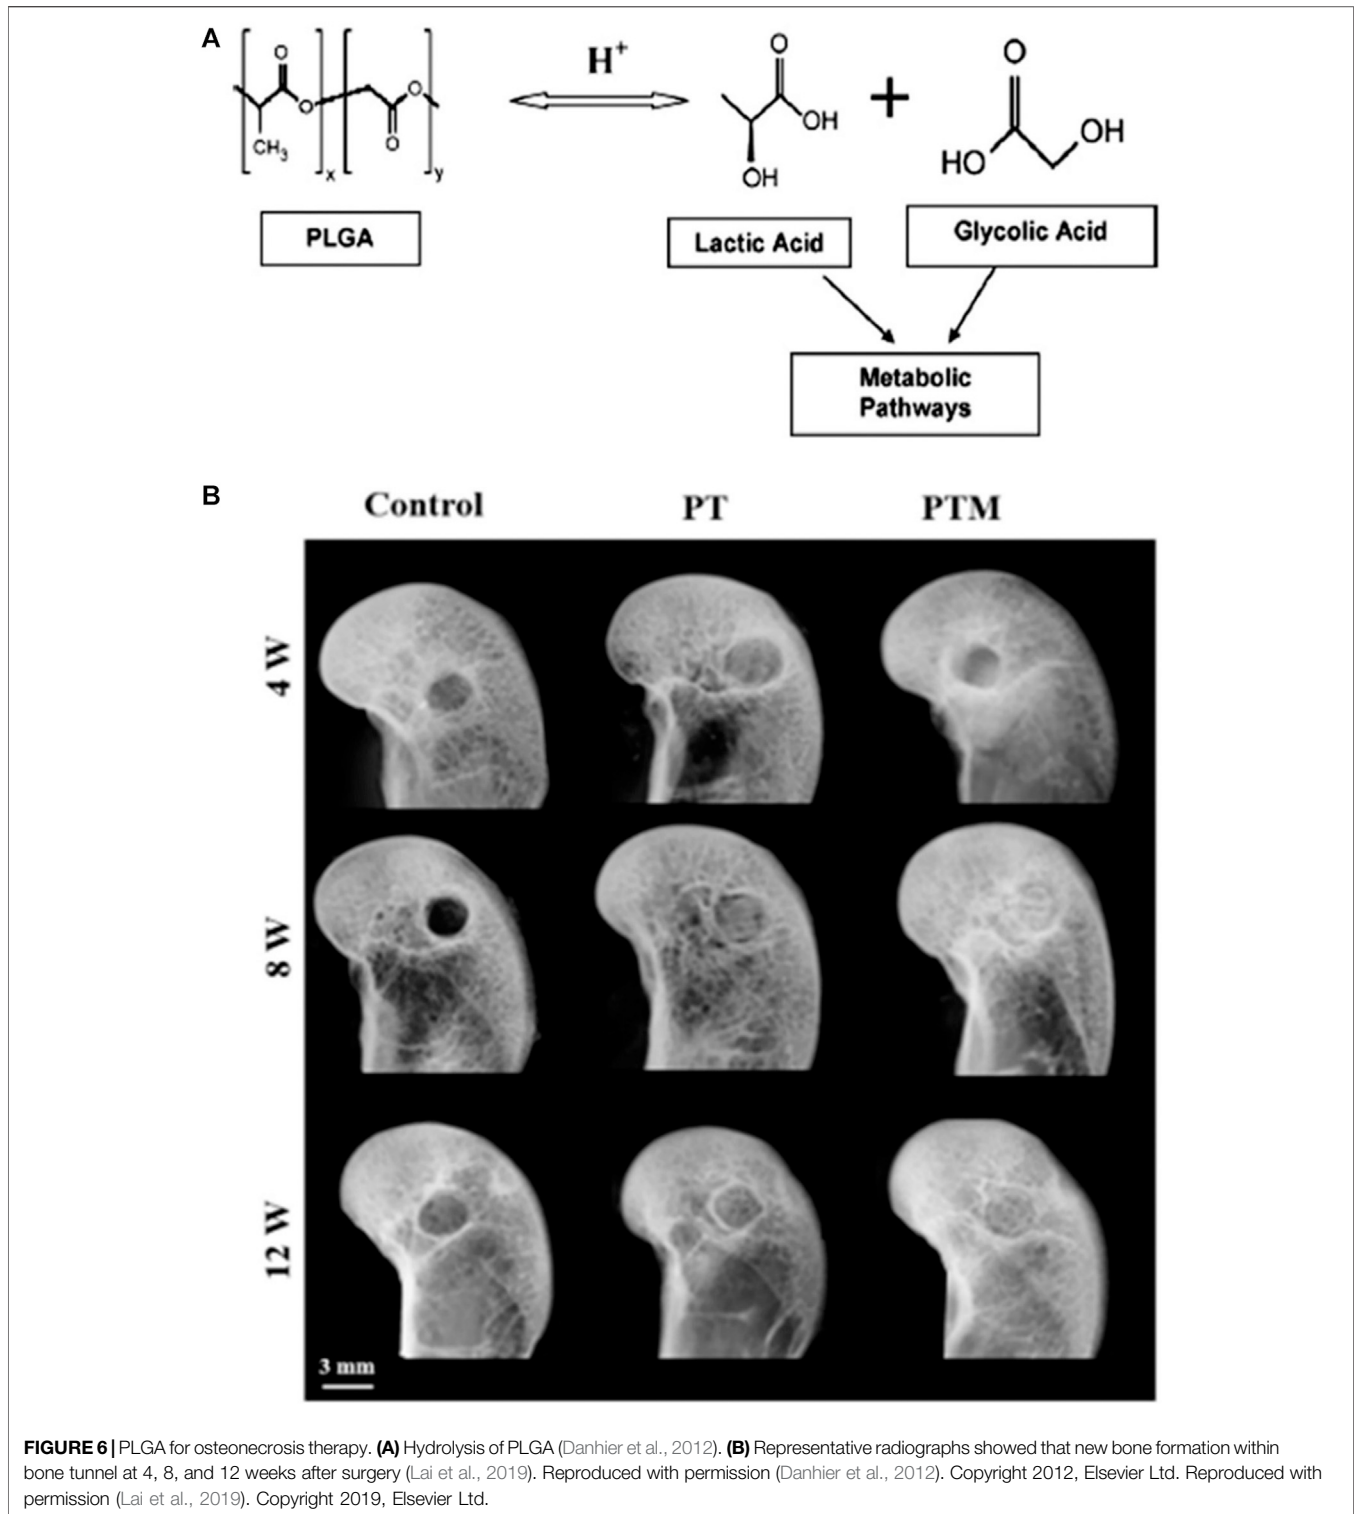 A
O
O
O
O
CH3
x
y
PLGA
H+
O
OH
OH
Lactic Acid
+
O
HO
OH
Glycolic Acid
Metabolic
Pathways
B
Control PT PTM
4 W
8 W
12 W
3 mm
FIGURE 6 | PLGA for osteonecrosis therapy. (A) Hydrolysis of PLGA (Danhier et al., 2012). (B) Representative radiographs showed that new bone formation within
bone tunnel at 4, 8, and 12 weeks after surgery (Lai et al., 2019). Reproduced with permission (Danhier et al., 2012). Copyright 2012, Elsevier Ltd. Reproduced with
permission (Lai et al., 2019). Copyright 2019, Elsevier Ltd.